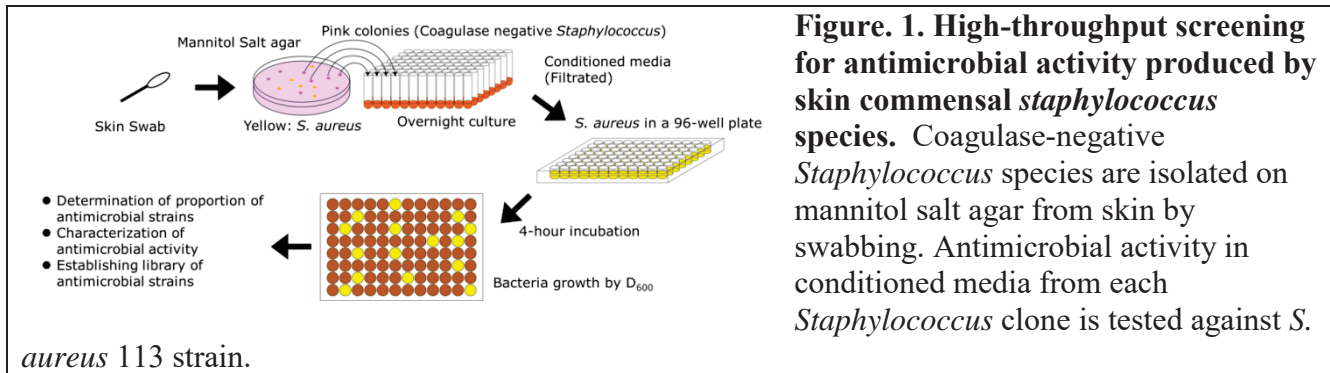 Pink colonies (Coagulase negative Staphylococcus)
Mannitol Salt agar
Conditioned media
(Filtrated)
Skin Swab
Yellow: S. aureus
Overnight culture
S. aureus in a 96-well plate
● Determination of proportion of
antimicrobial strains
● Characterization of
antimicrobial activity
● Establishing library of
antimicrobial strains
4-hour incubation
Bacteria growth by D600
Figure. 1. High-throughput screening
for antimicrobial activity produced by
skin commensal staphylococcus
species. Coagulase-negative
Staphylococcus species are isolated on
mannitol salt agar from skin by
swabbing. Antimicrobial activity in
conditioned media from each
Staphylococcus clone is tested against S.
aureus 113 strain.